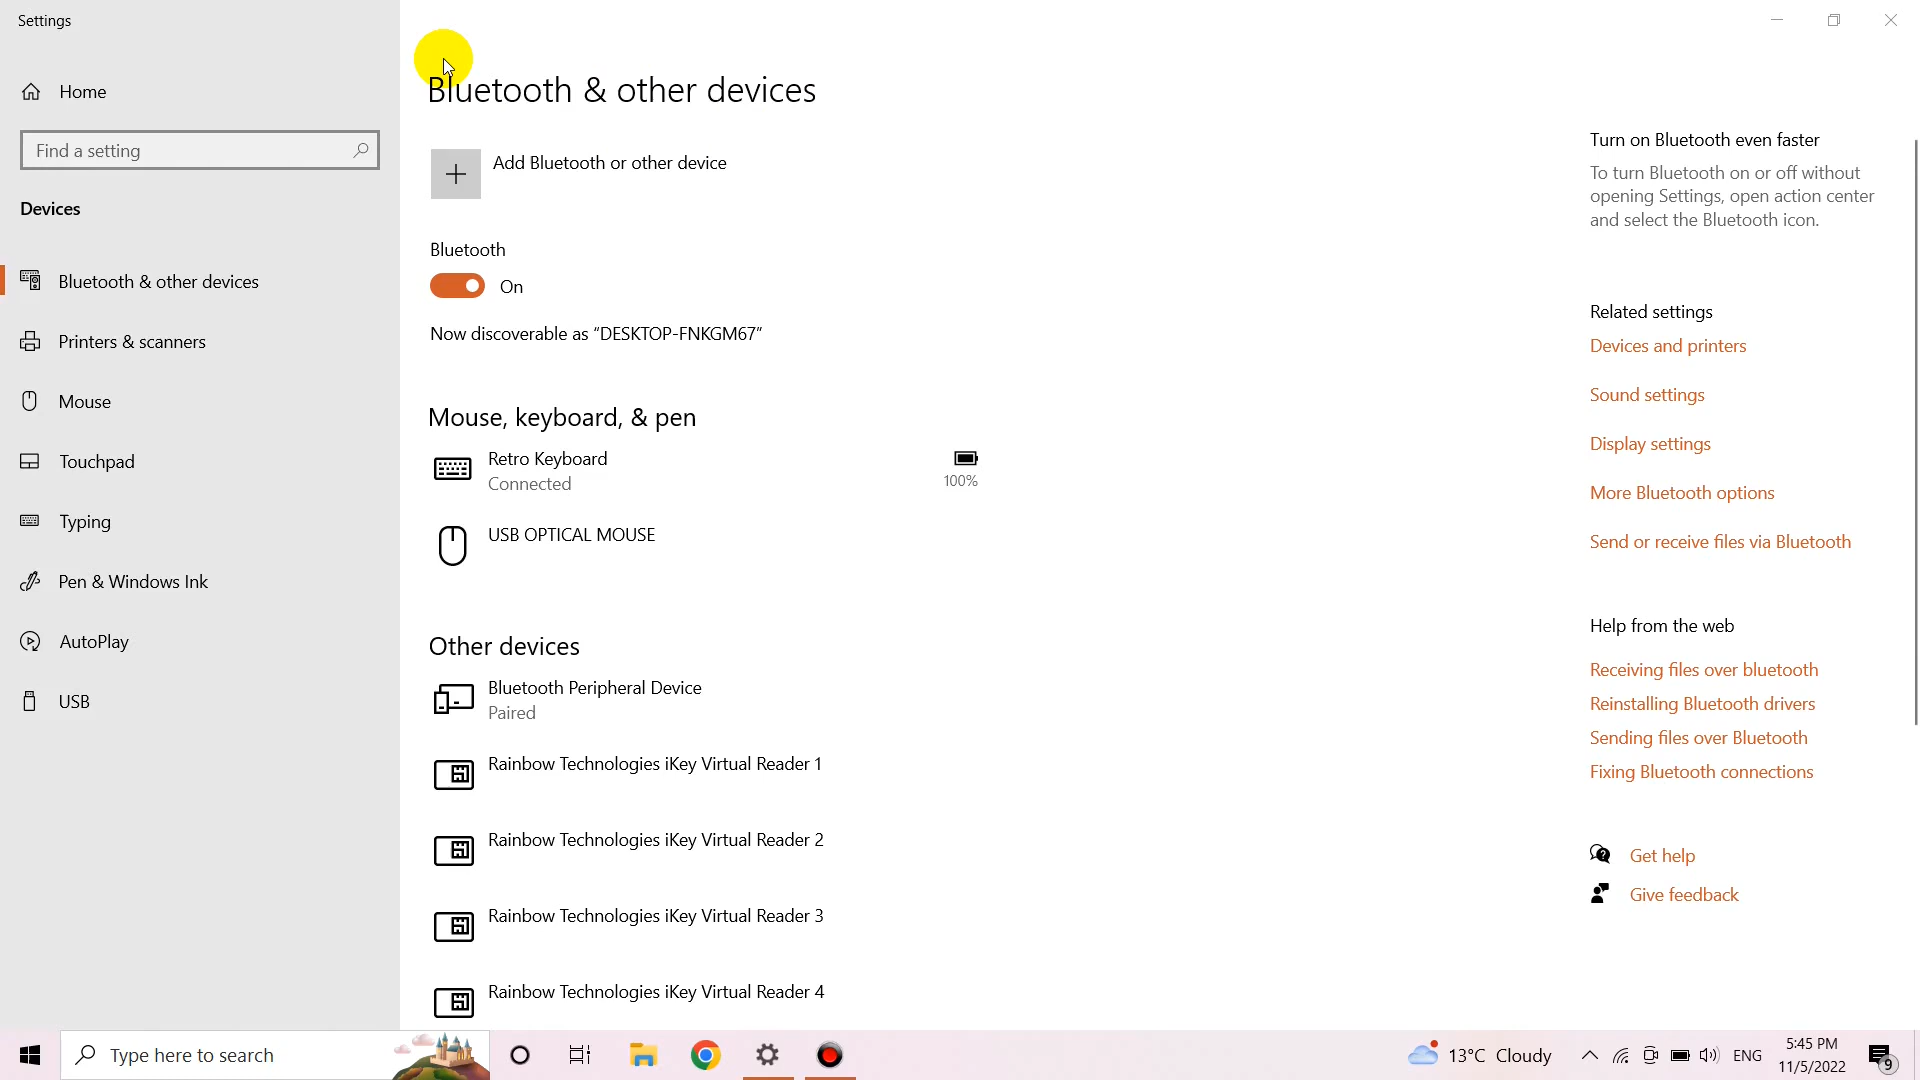 Settings
Home
Find a setting
Devices
Bluetooth & other devices
Printers & scanners
Mouse
Touchpad
Typing
Pen & Windows Ink
AutoPlay
USB
Bluetooth & other devices
Add Bluetooth or other device
Bluetooth
On
Now discoverable as “DESKTOP-FNKGM67”
Mouse, keyboard, & pen
Retro Keyboard
Connected
100%
USB OPTICAL MOUSE
Other devices
Bluetooth Peripheral Device
Paired
Rainbow Technologies iKey Virtual Reader 1
Rainbow Technologies iKey Virtual Reader 2
Rainbow Technologies iKey Virtual Reader 3
Rainbow Technologies iKey Virtual Reader 4
Turn on Bluetooth even faster
To turn Bluetooth on or off without
opening Settings, open action center
and select the Bluetooth icon.
Related settings
Devices and printers
Sound settings
Display settings
More Bluetooth options
Send or receive files via Bluetooth
Help from the web
Receiving files over bluetooth
Reinstalling Bluetooth drivers
Sending files over Bluetooth
Fixing Bluetooth connections
Get help
Give feedback
Type here to search
13°C Cloudy
ENG
5:45 PM
11/5/2022
9